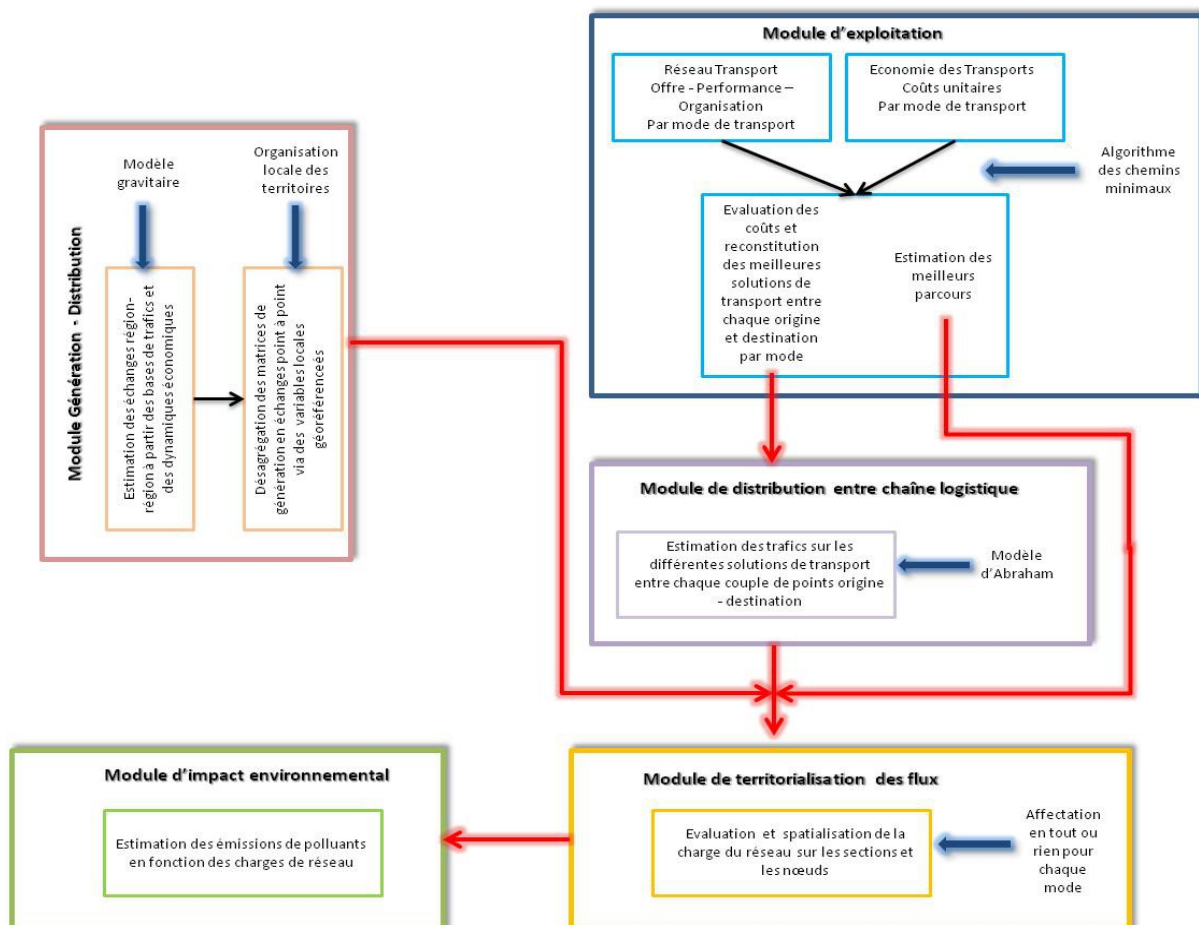 Module d'exploitation
Réseau Transport
Offre - Performance –
Organisation
Par mode de transport
Economie des Transports
Coûts unitaires
Par mode de transport
Algorithme
des chemins
minimaux
Evaluation des
coûts et
reconstitution
des meilleures
solutions de
transport entre
chaque origine
et destination
par mode
Estimation des
meilleurs
parcours
Module Génération - Distribution
Modèle
gravitaire
Organisation
locale des
territoires
Estimation des échanges région-
région à partir des bases de trafics et
des dynamiques économiques
Désagrégation des matrices de
génération en échanges point à point
via des variables locales
géoréférenceés
Module de distribution entre chaîne logistique
Estimation des trafics sur les
différentes solutions de transport
entre chaque couple de points origine
- destination
Modèle
d'Abraham
Module d'impact environnemental
Estimation des émissions de polluants
en fonction des charges de réseau
Module de territorialisation des flux
Evaluation et spatialisation de la
charge du réseau sur les sections et
les nœuds
Affectation
en tout ou
rien pour
chaque
mode